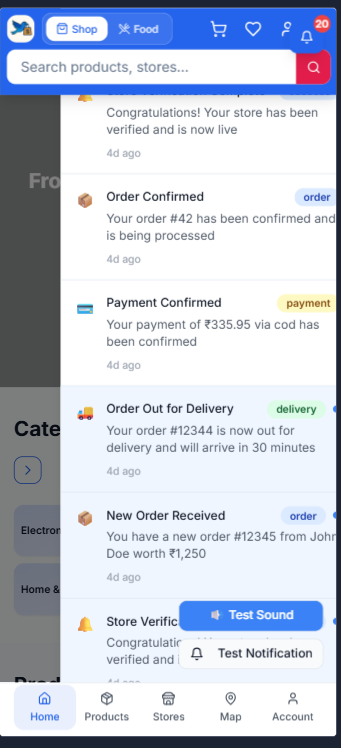 Shop
Food
20
Search products, stores...
Congratulations! Your store has been
verified and is now live
4d ago
Fro
Order Confirmed
order
Your order #42 has been confirmed and
is being processed
4d ago
Payment Confirmed
payment
Your payment of ₹335.95 via cod has
been confirmed
4d ago
Order Out for Delivery
delivery
Your order #12344 is now out for
delivery and will arrive in 30 minutes
4d ago
Cate
New Order Received
order
You have a new order #12345 from John
Doe worth ₹1,250
4d ago
Electron
Home &
Store Verific
Test Sound
Congratulatio
verified and i
Test Notification
4d ago
Prod
Home
Products
Stores
Map
Account